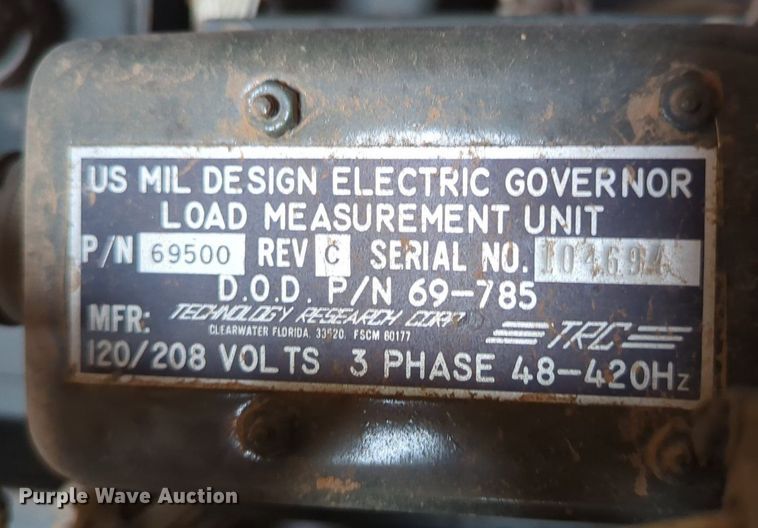 US MIL DESIGN ELECTRIC GOVERNOR
LOAD MEASUREMENT UNIT
P/N 69500 REV C SERIAL NO. 104694
D.O.D. P/N 69-785
MFR: TECHNOLOGY RESEARCH CORP
CLEARWATER FLORIDA, 33520, FSCM 60177
TRC
120/208 VOLTS 3 PHASE 48-420Hz
Purple Wave Auction